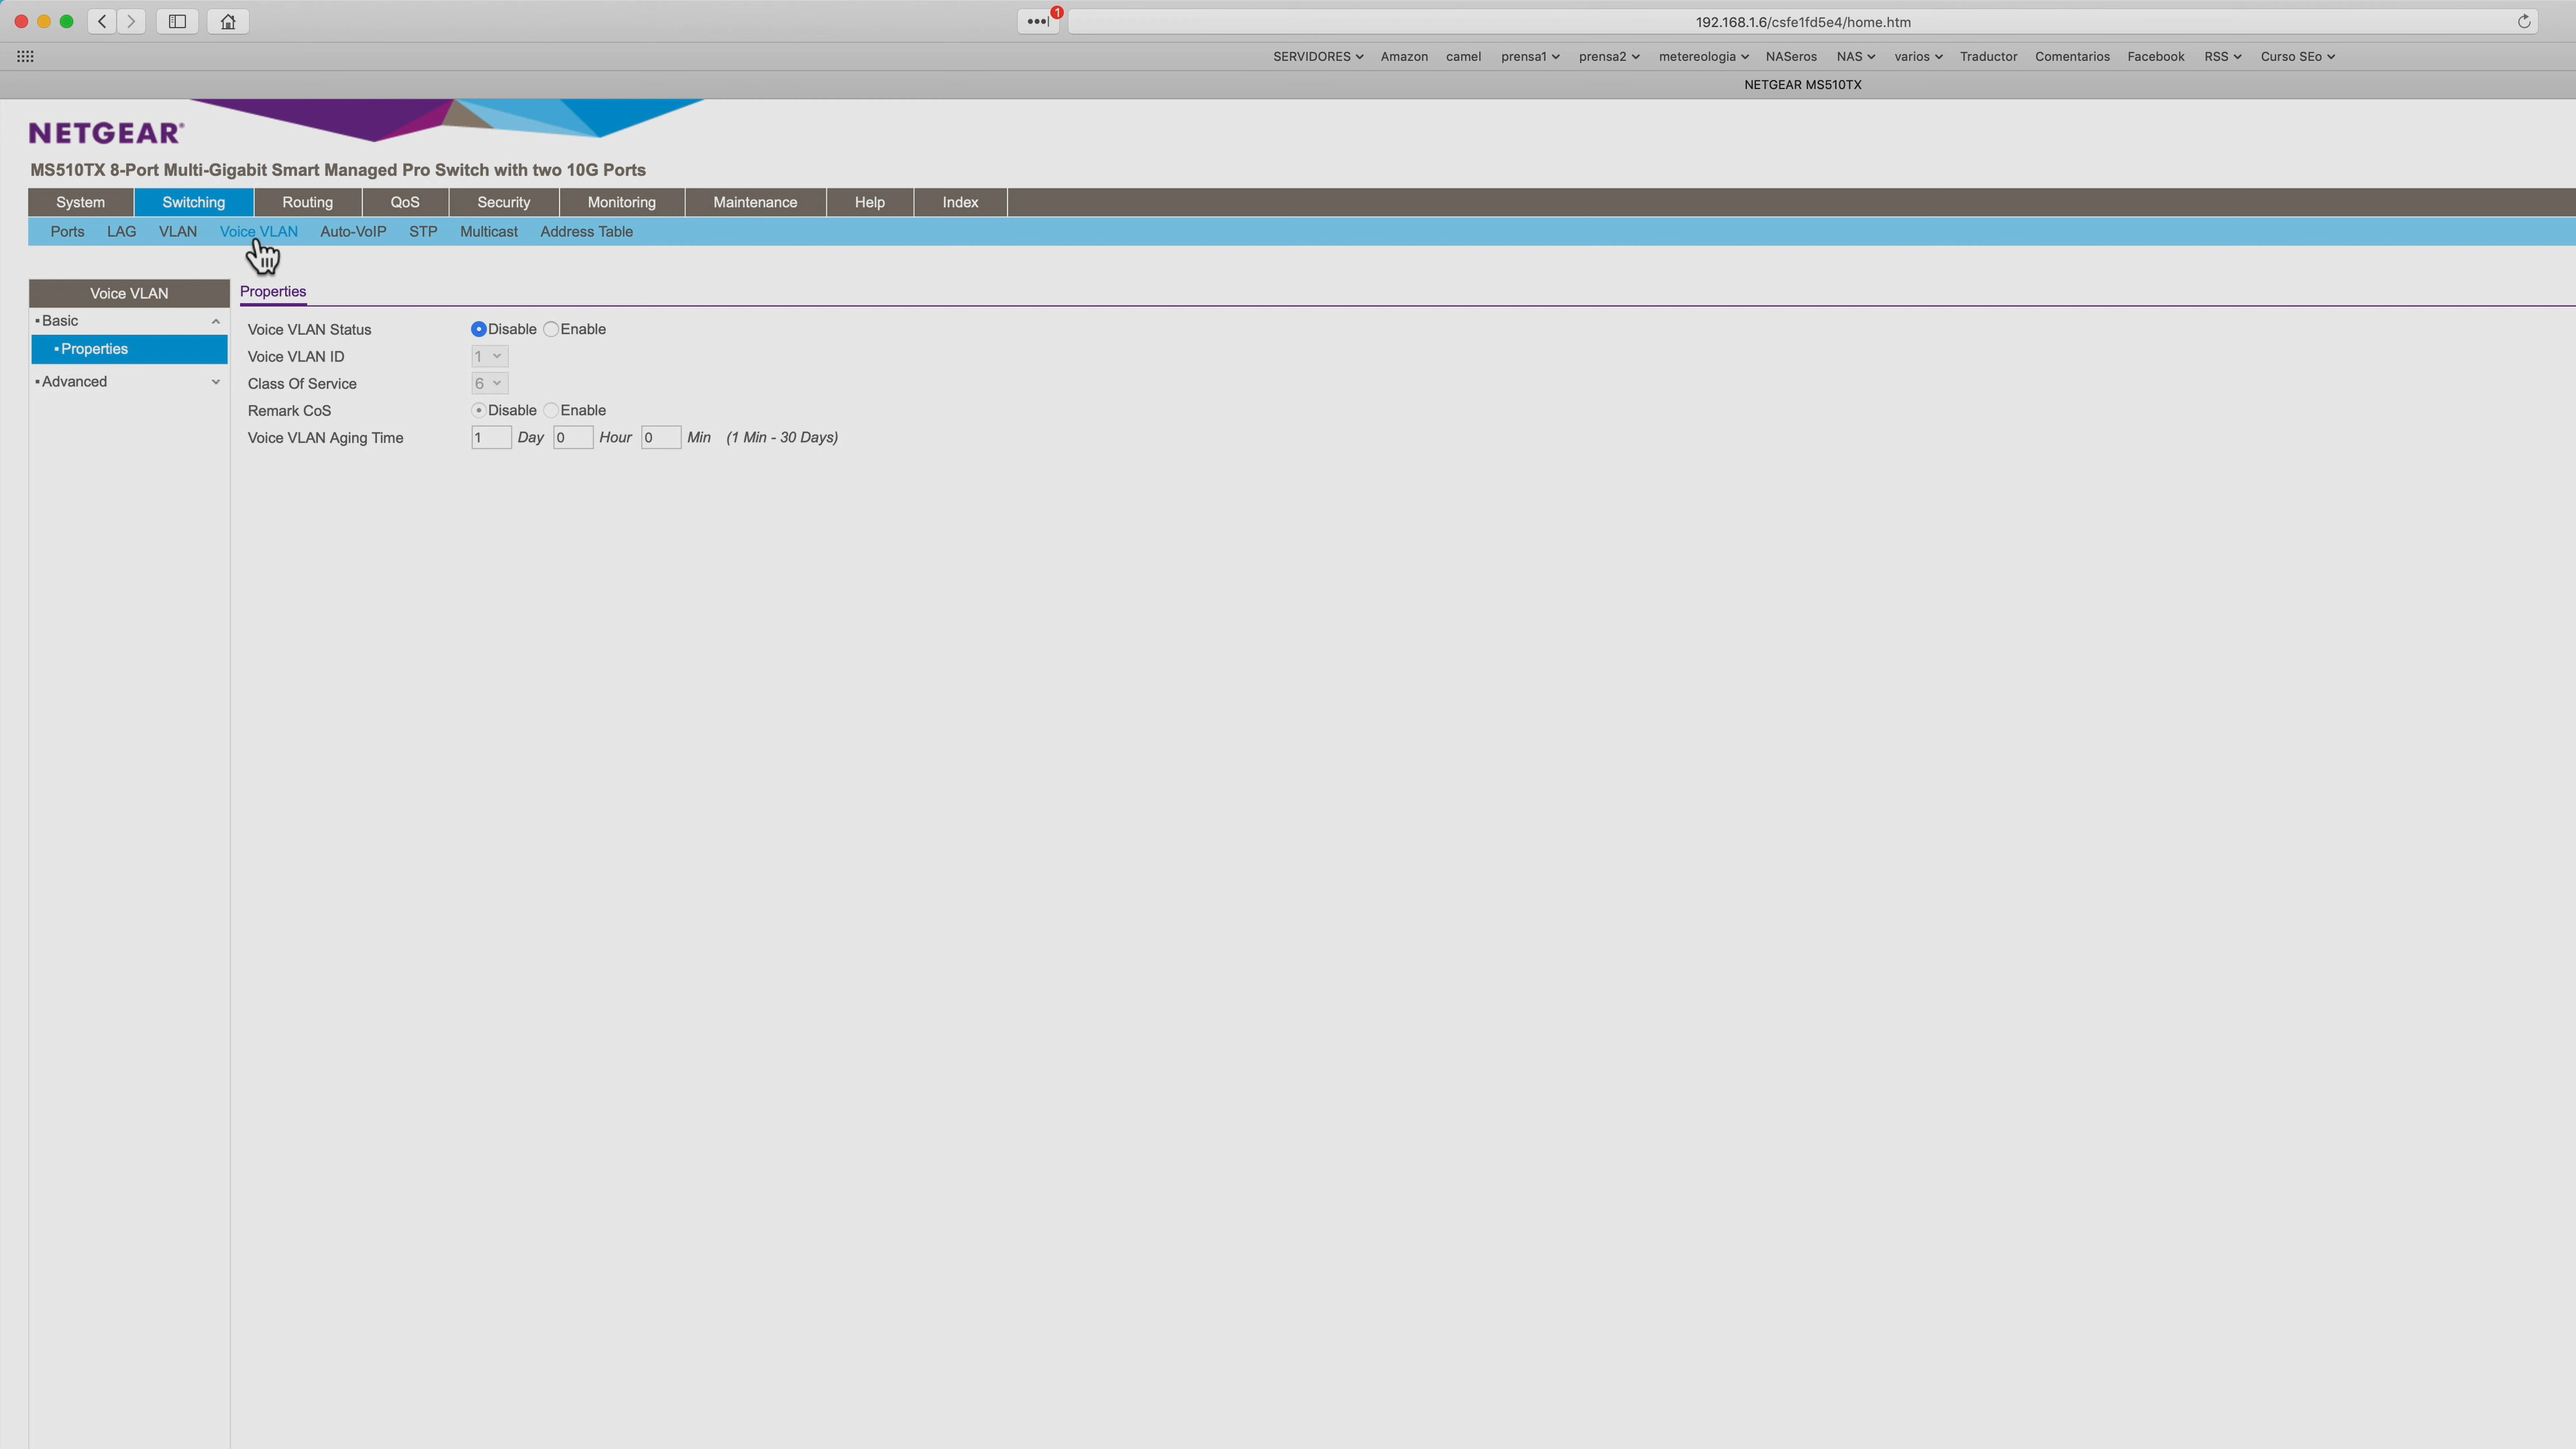 1
192.168.1.6/csfe1fd5e4/home.htm
SERVIDORES Amazon camel prensa1 prensa2 metereologia NASeros NAS varios Traductor Comentarios Facebook RSS Curso SEo
NETGEAR MS510TX
NETGEAR®
MS510TX 8-Port Multi-Gigabit Smart Managed Pro Switch with two 10G Ports
System Switching Routing QoS Security Monitoring Maintenance Help Index
Ports LAG VLAN Voice VLAN Auto-VoIP STP Multicast Address Table
Voice VLAN
Basic
Properties
Advanced
Properties
Voice VLAN Status Disable Enable
Voice VLAN ID 1
Class Of Service 6
Remark CoS Disable Enable
Voice VLAN Aging Time 1 Day 0 Hour 0 Min (1 Min - 30 Days)